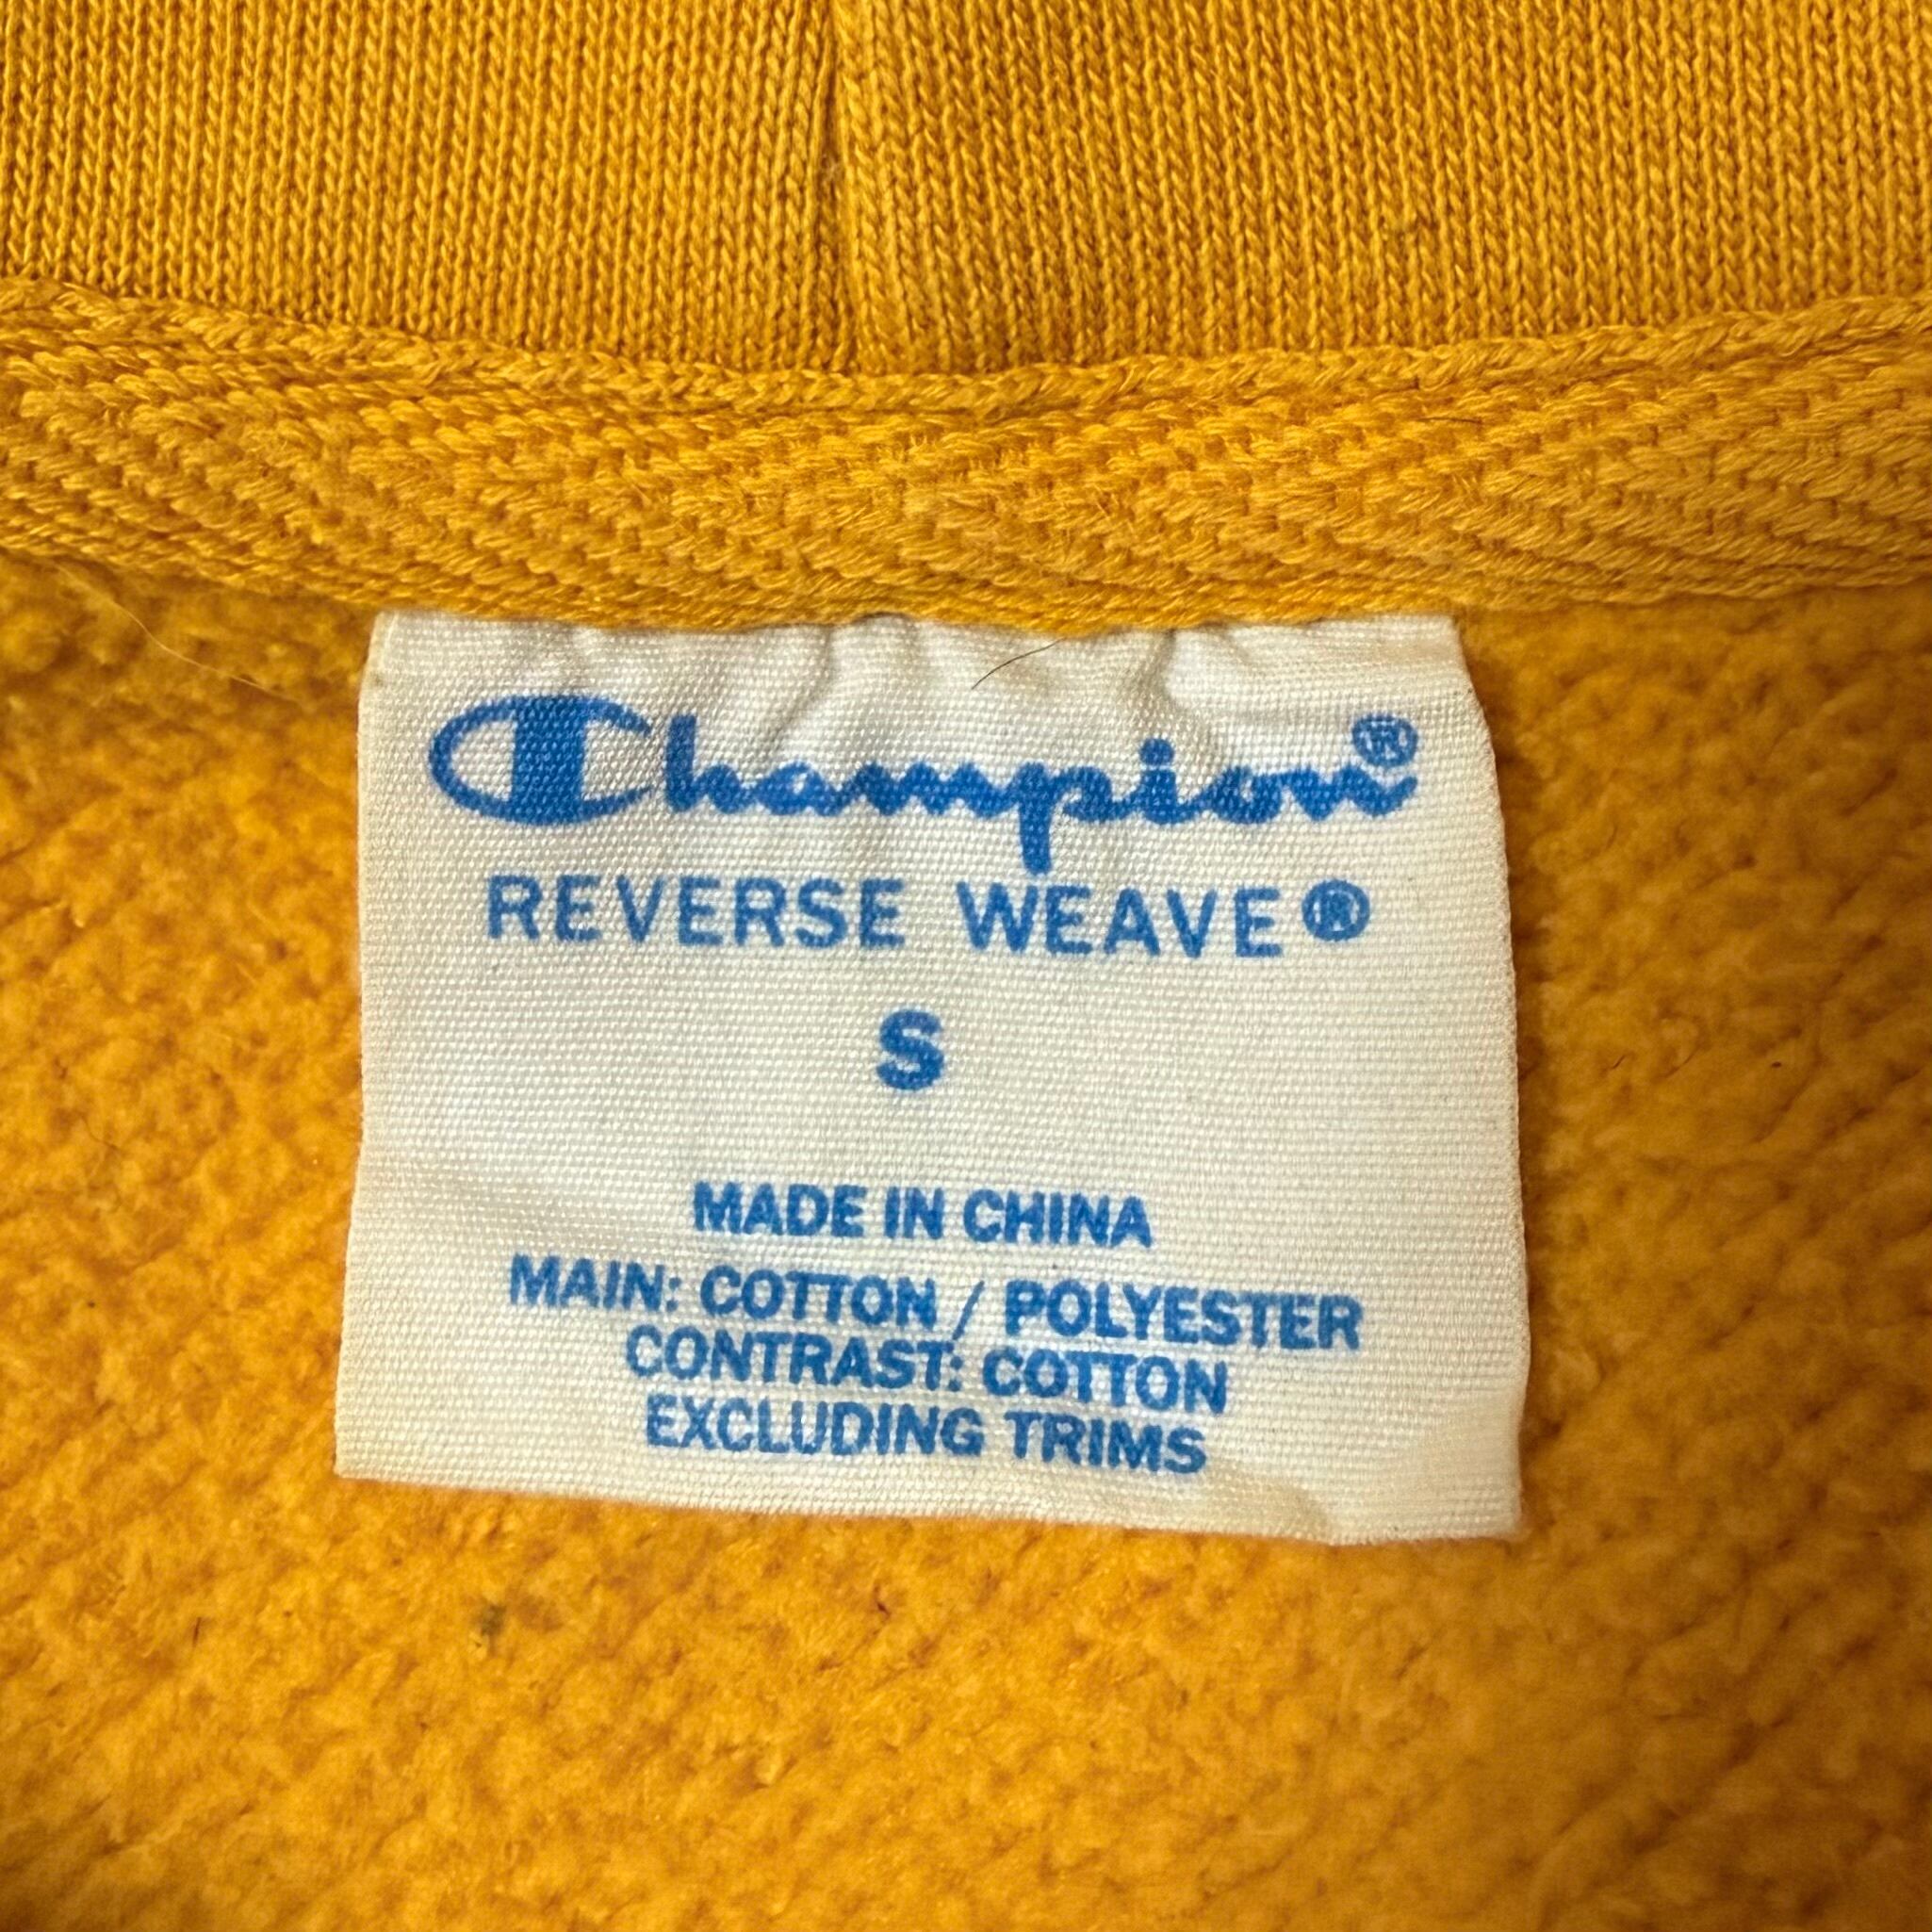 Champion®
REVERSE WEAVE®
S
MADE IN CHINA
MAIN: COTTON / POLYESTER
CONTRAST: COTTON
EXCLUDING TRIMS